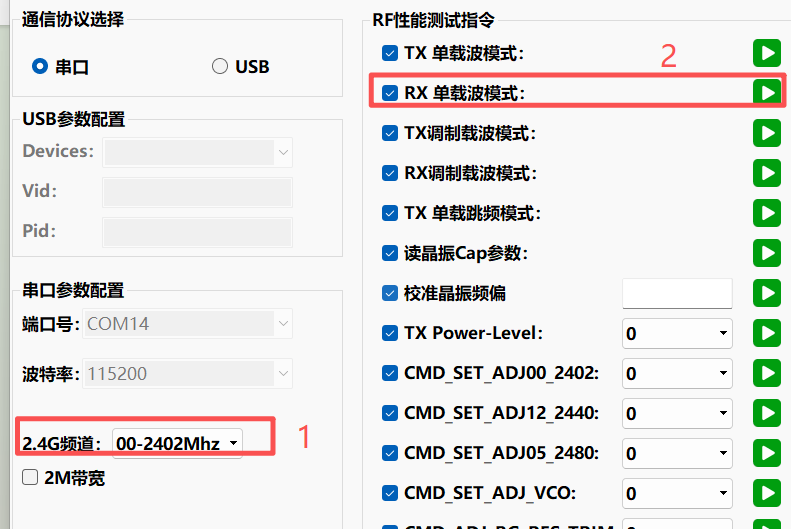 通信协议选择
串口
USB
USB参数配置
Devices:
Vid:
Pid:
串口参数配置
端口号: COM14
波特率: 115200
2.4G频道: 00-2402Mhz
1
2M带宽
RF性能测试指令
2
TX 单载波模式:
RX 单载波模式:
TX调制载波模式:
RX调制载波模式:
TX 单载跳频模式:
读晶振Cap参数:
校准晶振频偏
TX Power-Level: 0
CMD_SET_ADJ00_2402: 0
CMD_SET_ADJ12_2440: 0
CMD_SET_ADJ05_2480: 0
CMD_SET_ADJ_VCO: 0